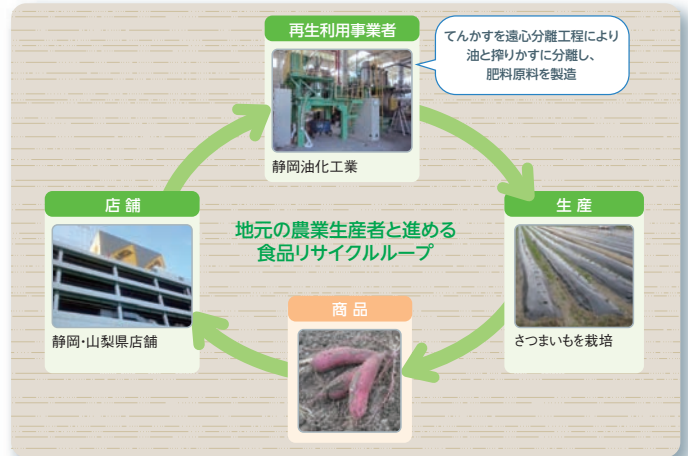 再生利用事業者
てんかすを遠心分離工程により
油と搾りかすに分離し、
肥料原料を製造
静岡油化工業
店舗
静岡・山梨県店舗
地元の農業生産者と進める
食品リサイクルループ
生産
さつまいもを栽培
商品